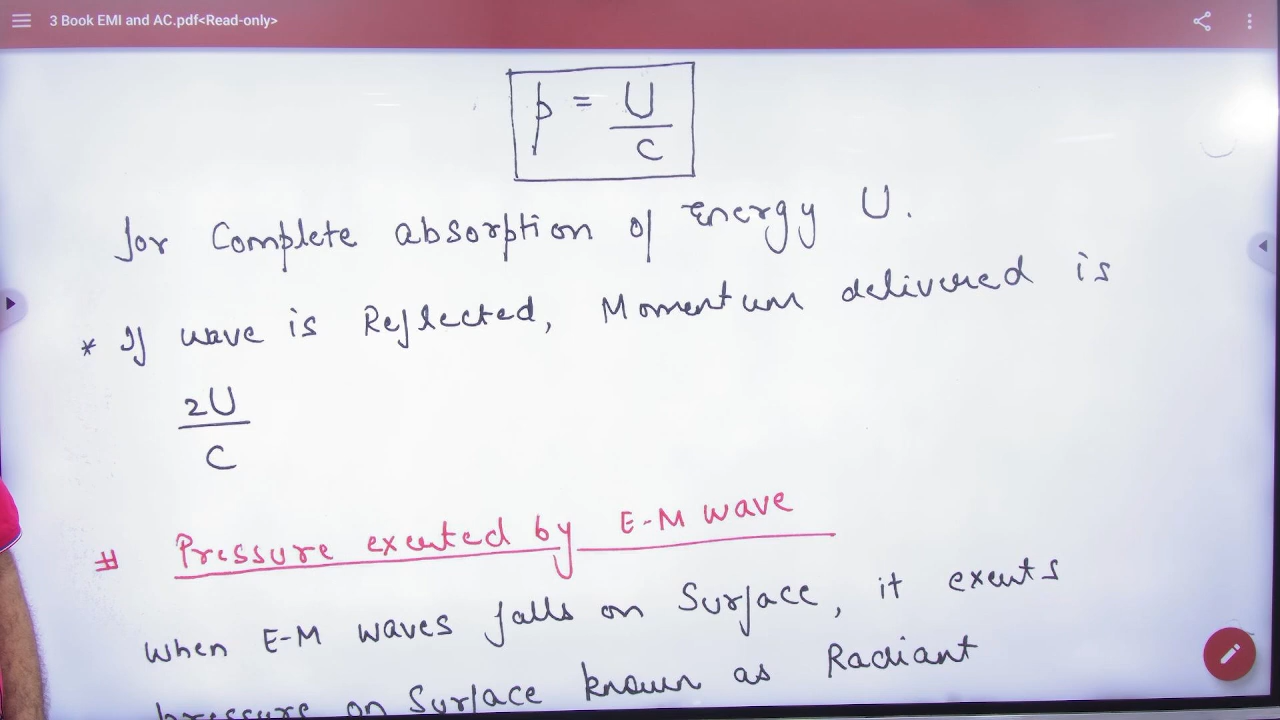 3 Book EMI and AC.pdf<Read-only>
p = U/C
for Complete absorption of Energy U.
* If wave is Reflected, Momentum delivered is
2U/C
# Pressure exerted by E-M wave
When E-M waves falls on Surface, it exerts
pressure on Surface known as Radiant